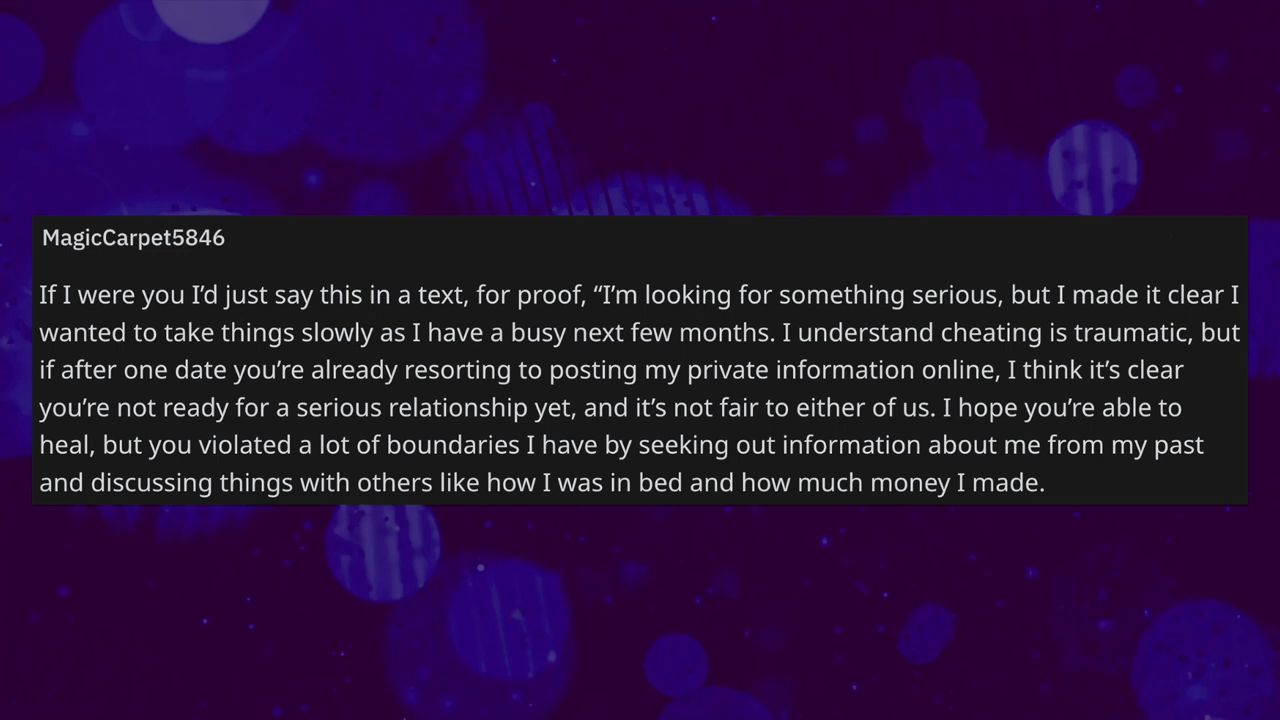 MagicCarpet5846
If I were you I’d just say this in a text, for proof, “I’m looking for something serious, but I made it clear I
wanted to take things slowly as I have a busy next few months. I understand cheating is traumatic, but
if after one date you’re already resorting to posting my private information online, I think it’s clear
you’re not ready for a serious relationship yet, and it’s not fair to either of us. I hope you’re able to
heal, but you violated a lot of boundaries I have by seeking out information about me from my past
and discussing things with others like how I was in bed and how much money I made.